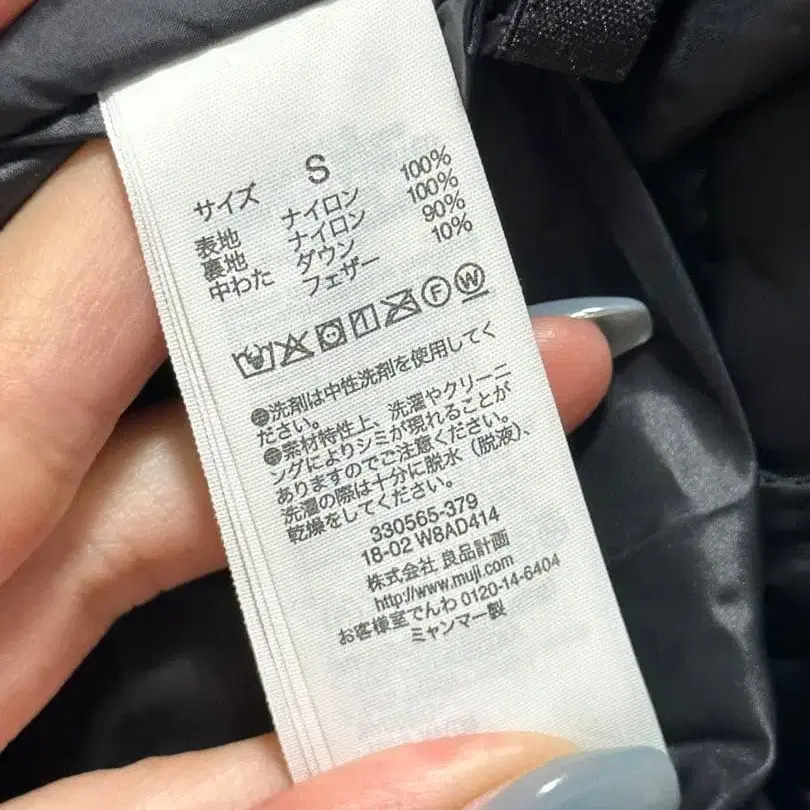 サイズ S
表地 ナイロン 100%
裏地 ナイロン 100%
中わた ダウン 90%
フェザー 10%
F W
洗剤は中性洗剤を使用してく
ださい。
素材特性上、洗濯やクリーニ
ングによりシミが現れることが
ありますのでご注意ください。
洗濯の際は十分に脱水（脱液）、
乾燥をしてください。
330565-379
18-02 W8AD414
株式会社 良品計画
http://www.muji.com
お客様室でんわ 0120-14-6404
ミャンマー製